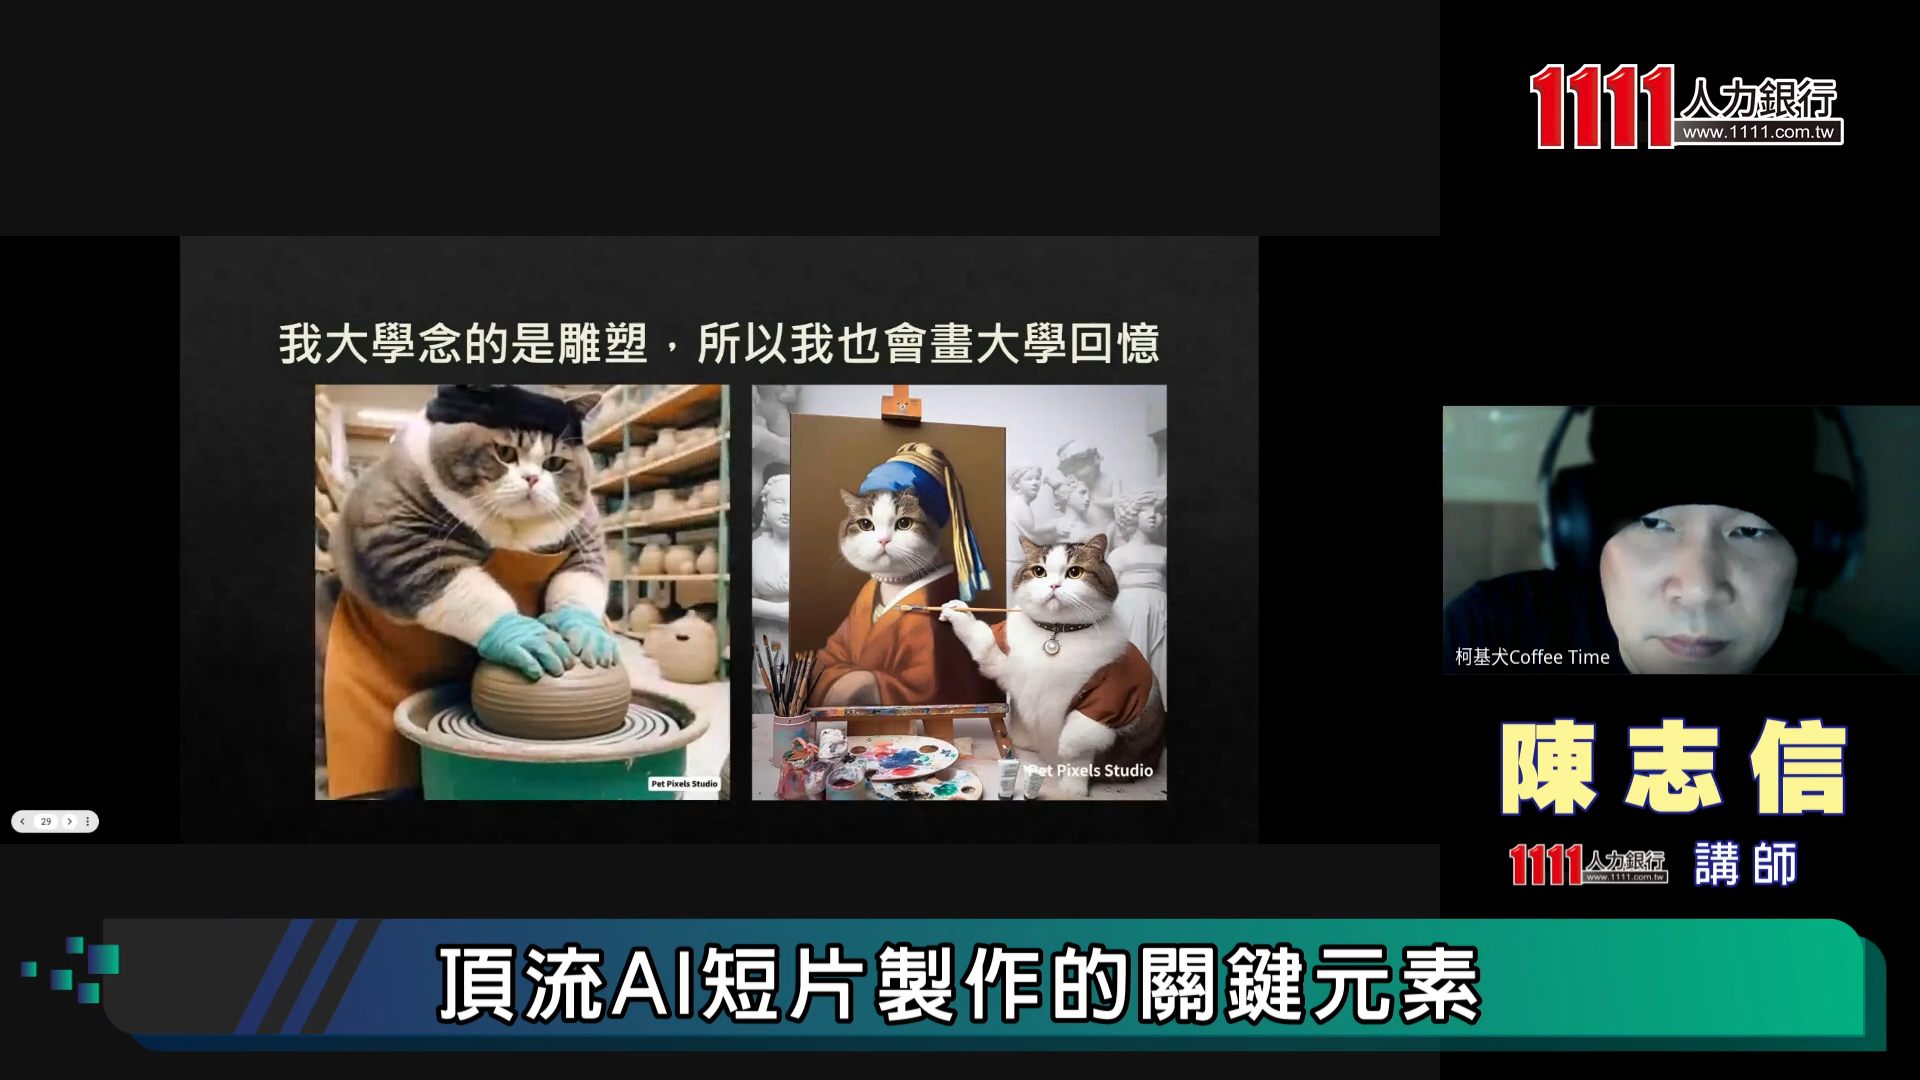 1111人力銀行
www.1111.com.tw
我大學念的是雕塑，所以我也會畫大學回憶
Pet Pixels Studio
Pet Pixels Studio
29
柯基犬Coffee Time
陳志信
1111人力銀行
www.1111.com.tw
講師
頂流AI短片製作的關鍵元素